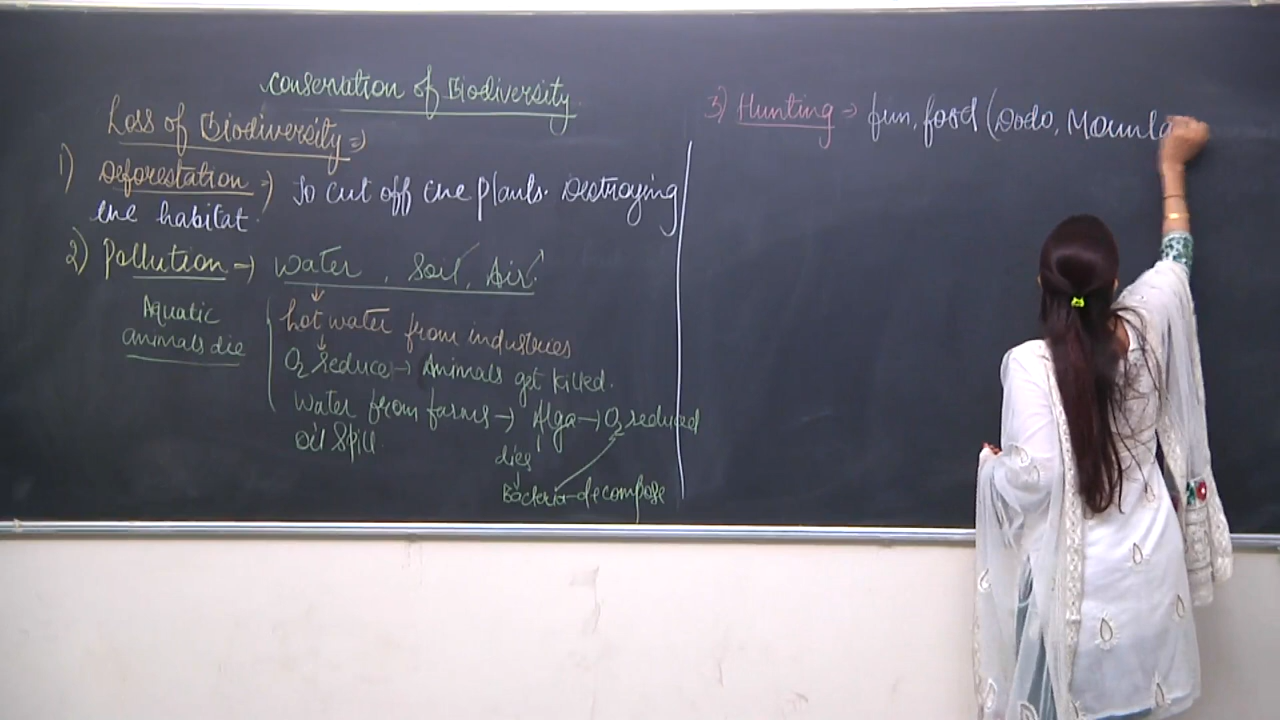 Conservation of Biodiversity
Loss of Biodiversity ⇒)
1) Deforestation ⇒) To cut off the plants. Destroying
the habitat.
2) Pollution → Water, Soil, Air.
Aquatic
animals die
hot water from industries
O2 reduce → Animals get killed.
Water from farms → Alga → O2 reduced
oil spill.
dies
Bacteria decompose
3) Hunting → fun, food (Dodo,